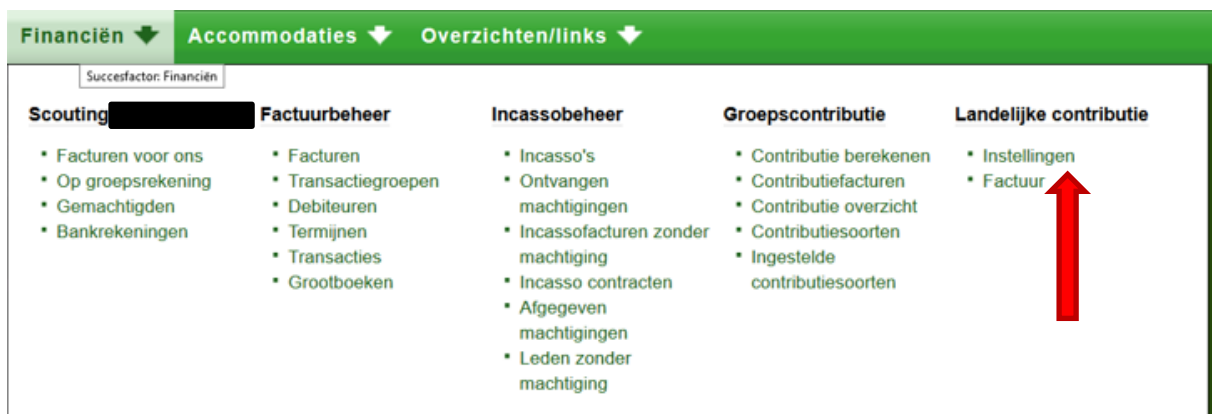 Financiën Accommodaties Overzichten/links
Succesfactor: Financiën
Scouting
Facturen voor ons
Op groepsrekening
Gemachtigden
Bankrekeningen
Factuurbeheer
Facturen
Transactiegroepen
Debiteuren
Termijnen
Transacties
Grootboeken
Incassobeheer
Incasso's
Ontvangen
machtigingen
Incassofacturen zonder
machtiging
Incasso contracten
Afgegeven
machtigingen
Leden zonder
machtiging
Groepscontributie
Contributie berekenen
Contributiefacturen
Contributie overzicht
Contributiesoorten
Ingestelde
contributiesoorten
Landelijke contributie
Instellingen
Factuur